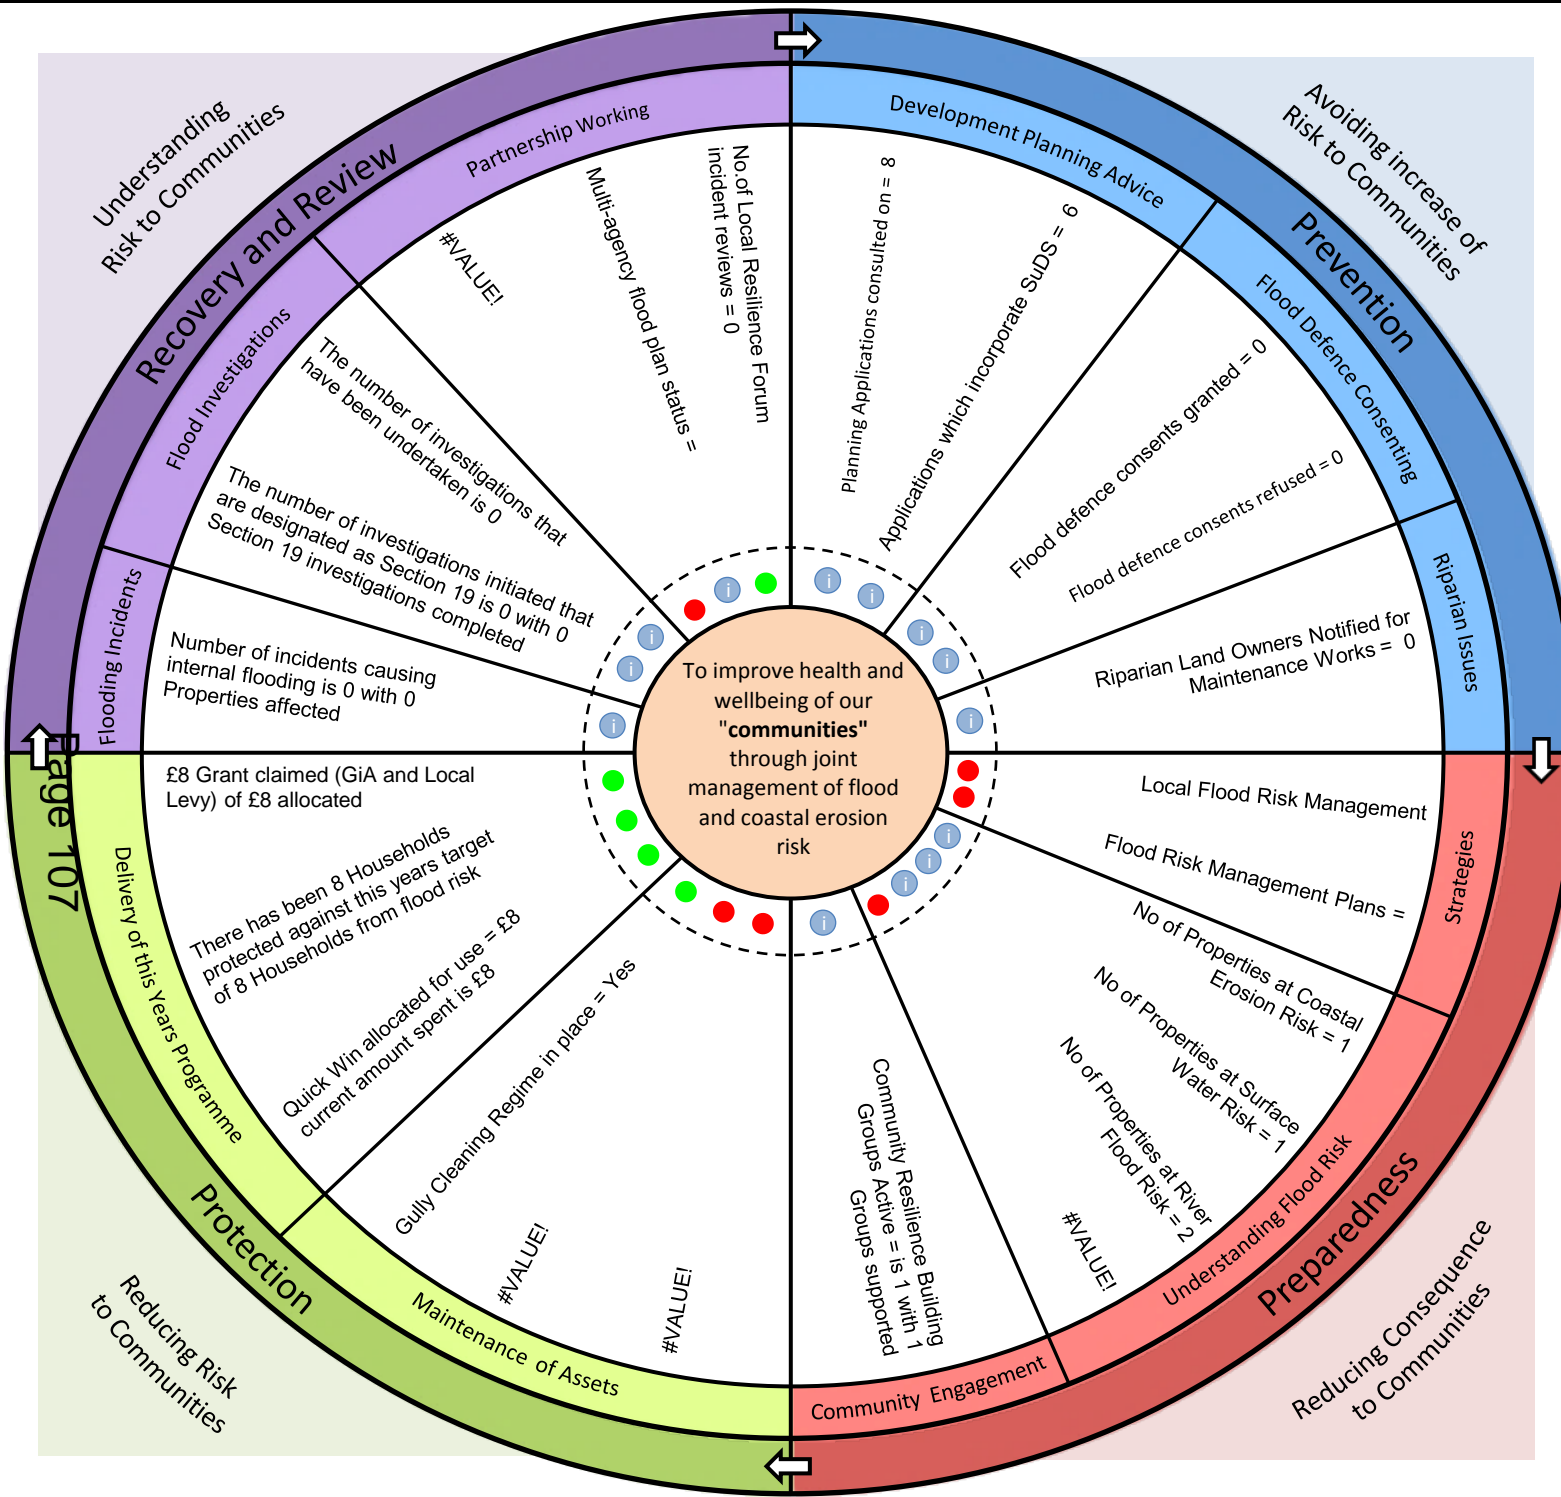 Understanding
Risk to Communities
Avoiding increase of
Risk to Communities
Recovery and Review
Prevention
Partnership Working
Development Planning Advice
Flood Investigations
Flood Defence Consenting
Flooding Incidents
Riparian Issues
#VALUE!
Multi-agency flood plan status =
No.of Local Resilience Forum
incident reviews = 0
Planning Applications consulted on = 8
Applications which incorporate SuDS = 6
The number of investigations that
have been undertaken is 0
The number of investigations initiated that
are designated as Section 19 is 0 with 0
Section 19 investigations completed
Flood defence consents granted = 0
Flood defence consents refused = 0
Number of incidents causing
internal flooding is 0 with 0
Properties affected
Riparian Land Owners Notified for
Maintenance Works = 0
i
i
i
i
i
i
i
i
i
i
i
i
i
To improve health and
wellbeing of our
"communities"
through joint
management of flood
and coastal erosion
risk
Page 107
£8 Grant claimed (GiA and Local
Levy) of £8 allocated
There has been 8 Households
protected against this years target
of 8 Households from flood risk
Quick Win allocated for use = £8
current amount spent is £8
Delivery of this Years Programme
Gully Cleaning Regime in place = Yes
#VALUE!
#VALUE!
Maintenance of Assets
Protection
Reducing Risk
to Communities
Local Flood Risk Management
Flood Risk Management Plans =
Strategies
No of Properties at Coastal
Erosion Risk = 1
No of Properties at Surface
Water Risk = 1
No of Properties at River
Flood Risk = 2
#VALUE!
Understanding Flood Risk
Community Resilience Building
Groups Active = is 1 with 1
Groups supported
Community Engagement
Preparedness
Reducing Consequence
to Communities